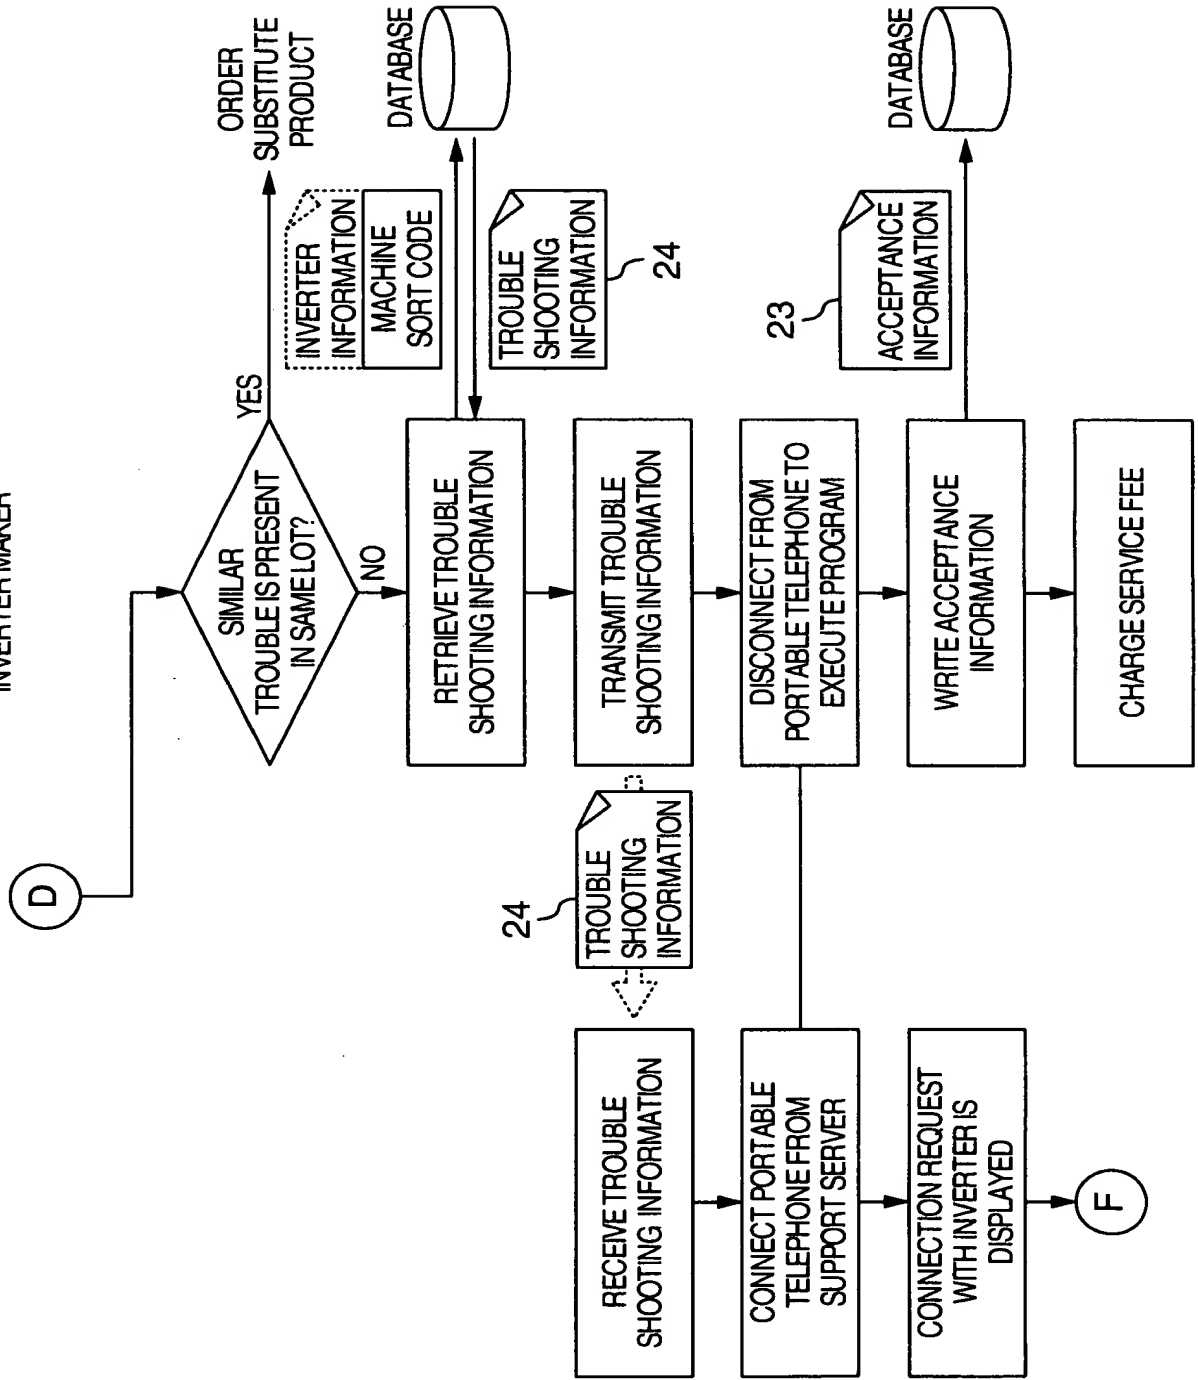 INVERTER MAKER
D
SIMILAR
TROUBLE IS PRESENT
IN SAME LOT?
YES
ORDER
SUBSTITUTE
PRODUCT
NO
INVERTER
INFORMATION
MACHINE
SORT CODE
DATABASE
RETRIEVE TROUBLE
SHOOTING INFORMATION
TROUBLE
SHOOTING
INFORMATION
24
TRANSMIT TROUBLE
SHOOTING INFORMATION
24
TROUBLE
SHOOTING
INFORMATION
RECEIVE TROUBLE
SHOOTING INFORMATION
DISCONNECT FROM
PORTABLE TELEPHONE TO
EXECUTE PROGRAM
CONNECT PORTABLE
TELEPHONE FROM
SUPPORT SERVER
23
ACCEPTANCE
INFORMATION
DATABASE
WRITE ACCEPTANCE
INFORMATION
CONNECTION REQUEST
WITH INVERTER IS
DISPLAYED
CHARGE SERVICE FEE
F